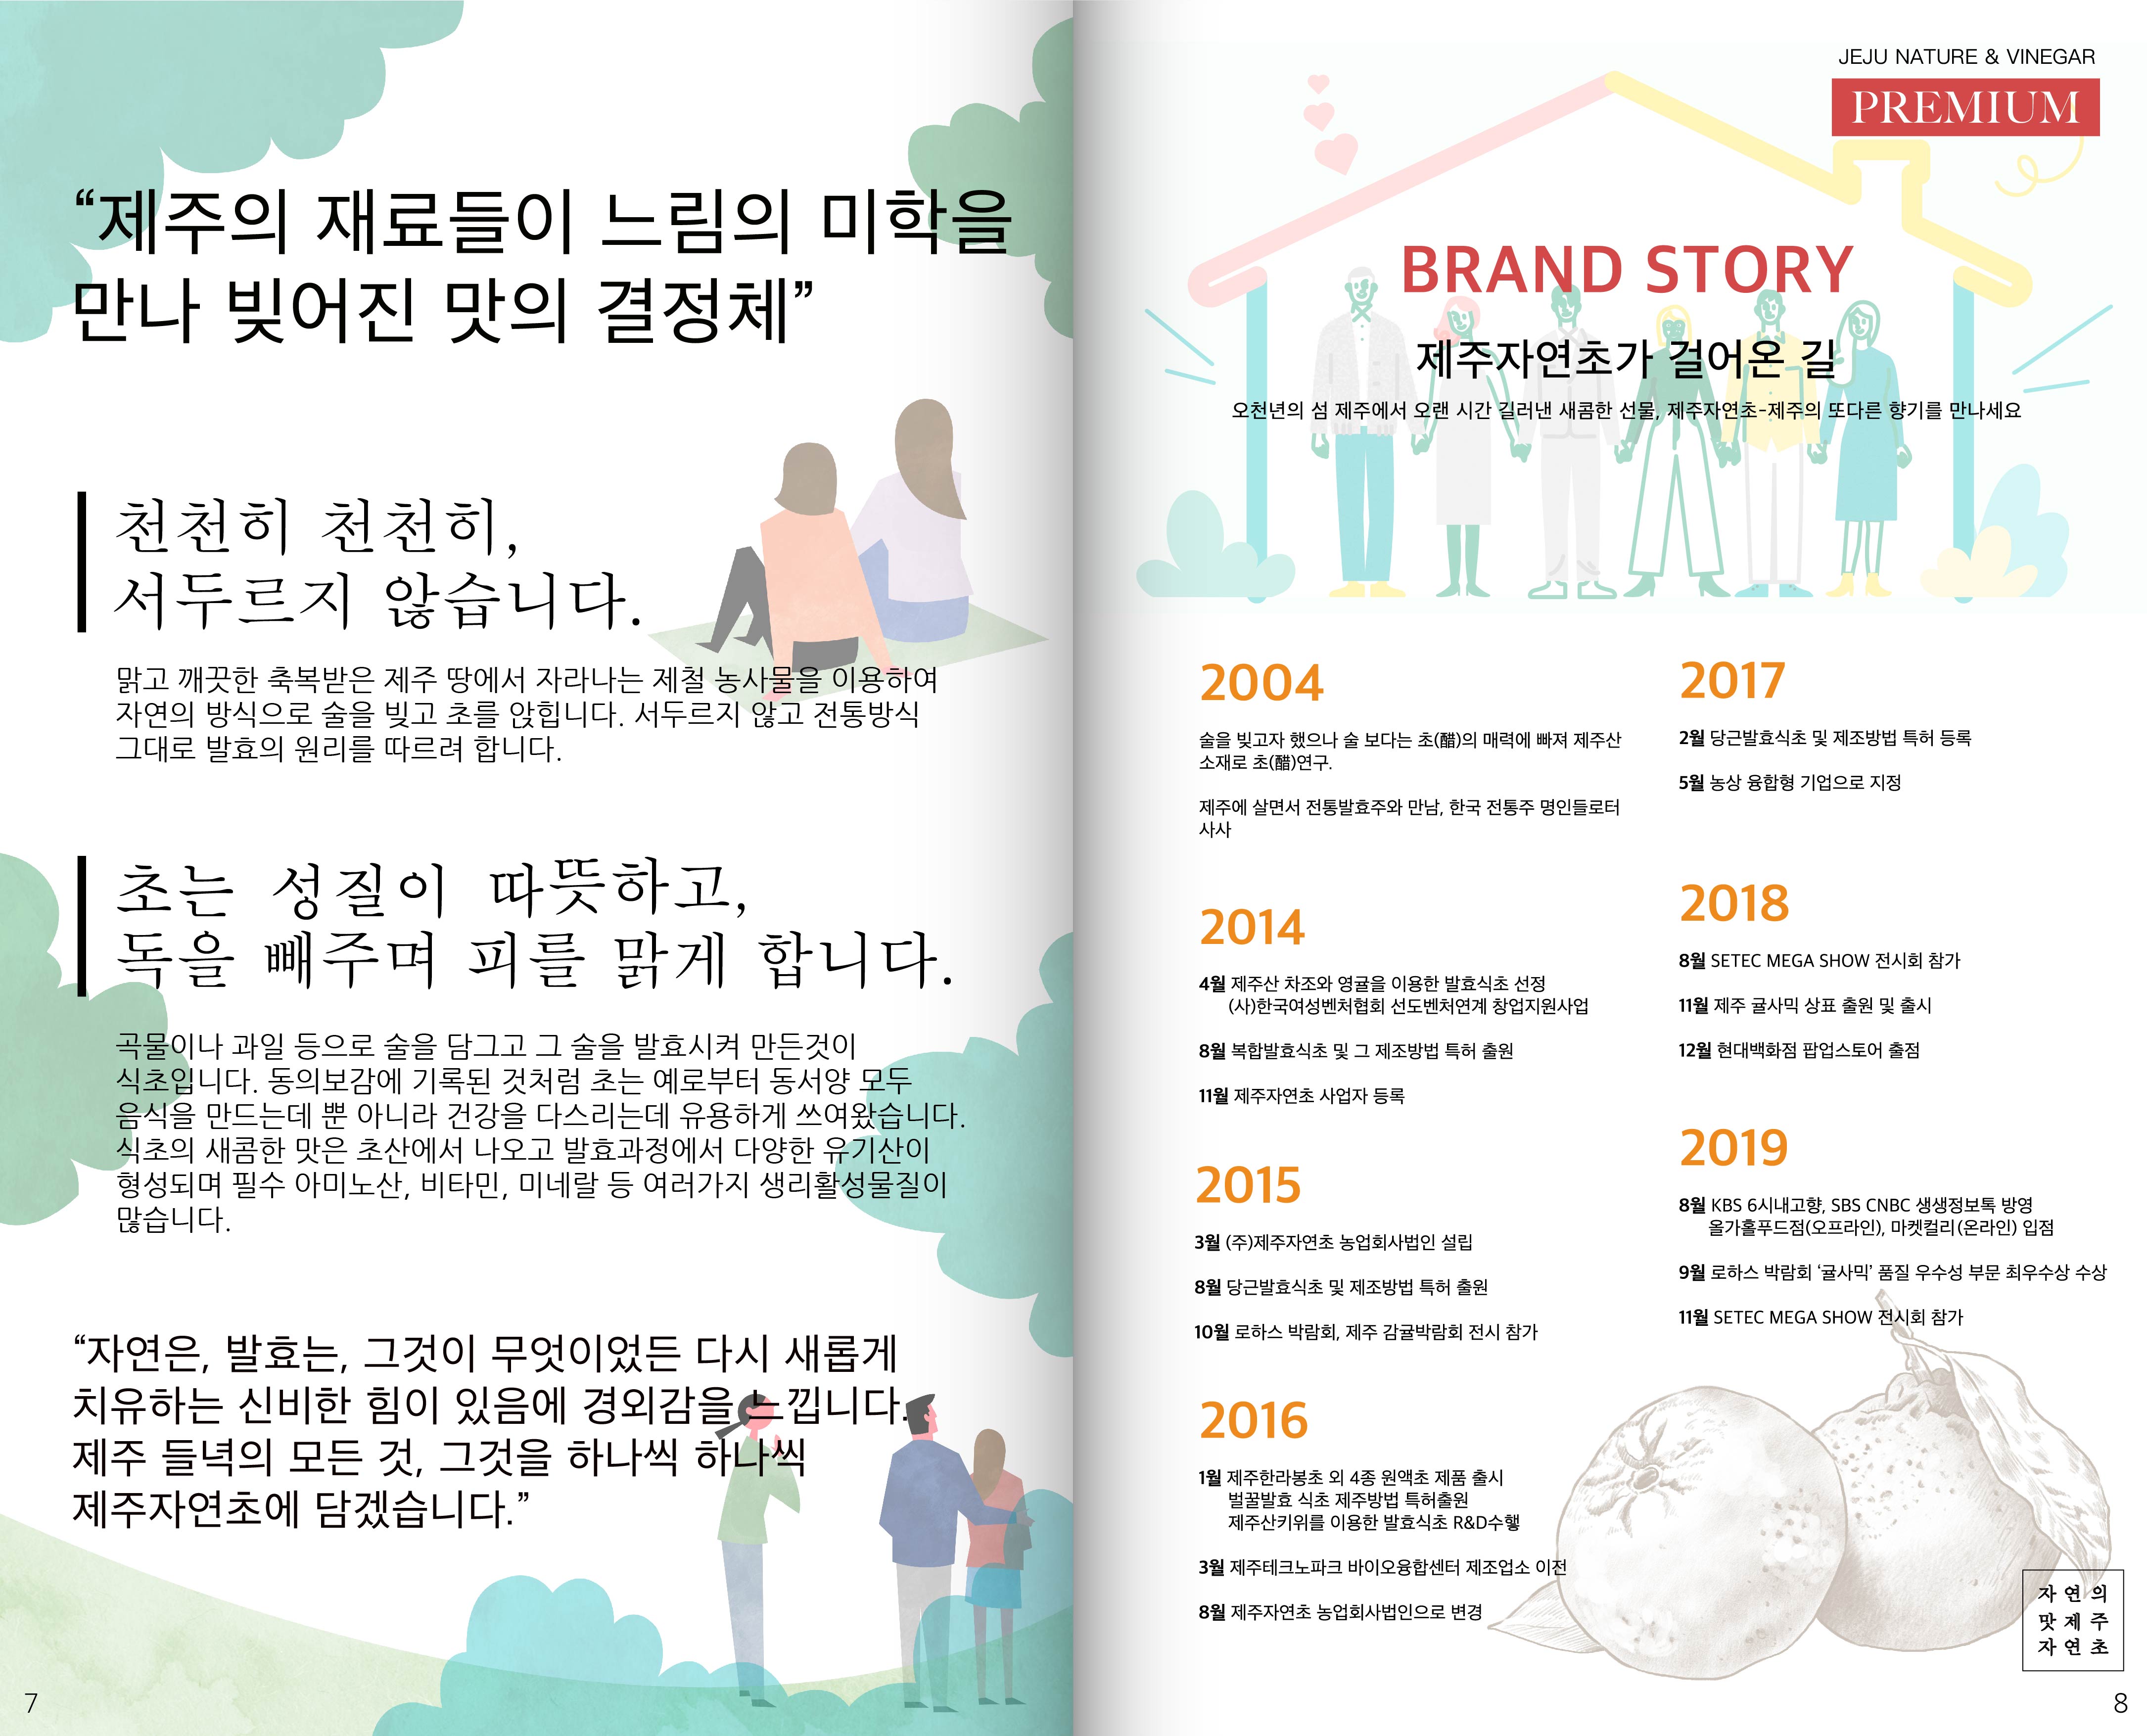 “제주의 재료들이 느림의 미학을
만나 빚어진 맛의 결정체”
천천히 천천히,
서두르지 않습니다.
맑고 깨끗한 축복받은 제주 땅에서 자라나는 제철 농사물을 이용하여
자연의 방식으로 술을 빚고 초를 앉힙니다. 서두르지 않고 전통방식
그대로 발효의 원리를 따르려 합니다.
초는 성질이 따뜻하고,
독을 빼주며 피를 맑게 합니다.
곡물이나 과일 등으로 술을 담그고 그 술을 발효시켜 만든것이
식초입니다. 동의보감에 기록된 것처럼 초는 예로부터 동서양 모두
음식을 만드는데 뿐 아니라 건강을 다스리는데 유용하게 쓰여왔습니다.
식초의 새콤한 맛은 초산에서 나오고 발효과정에서 다양한 유기산이
형성되며 필수 아미노산, 비타민, 미네랄 등 여러가지 생리활성물질이
많습니다.
“자연은, 발효는, 그것이 무엇이었든 다시 새롭게
치유하는 신비한 힘이 있음에 경외감을 느낍니다.
제주 들녁의 모든 것, 그것을 하나씩 하나씩
제주자연초에 담겠습니다.”
7
JEJU NATURE & VINEGAR
PREMIUM
BRAND STORY
제주자연초가 걸어온 길
오천년의 섬 제주에서 오랜 시간 길러낸 새콤한 선물, 제주자연초-제주의 또다른 향기를 만나세요
2004
술을 빚고자 했으나 술 보다는 초(醋)의 매력에 빠져 제주산
소재로 초(醋)연구.
제주에 살면서 전통발효주와 만남, 한국 전통주 명인들로터
사사
2014
4월 제주산 차조와 영귤을 이용한 발효식초 선정
(사)한국여성벤처협회 선도벤처연계 창업지원사업
8월 복합발효식초 및 그 제조방법 특허 출원
11월 제주자연초 사업자 등록
2015
3월 (주)제주자연초 농업회사법인 설립
8월 당근발효식초 및 제조방법 특허 출원
10월 로하스 박람회, 제주 감귤박람회 전시 참가
2016
1월 제주한라봉초 외 4종 원액초 제품 출시
벌꿀발효 식초 제주방법 특허출원
제주산키위를 이용한 발효식초 R&D수행
3월 제주테크노파크 바이오융합센터 제조업소 이전
8월 제주자연초 농업회사법인으로 변경
2017
2월 당근발효식초 및 제조방법 특허 등록
5월 농상 융합형 기업으로 지정
2018
8월 SETEC MEGA SHOW 전시회 참가
11월 제주 귤사믹 상표 출원 및 출시
12월 현대백화점 팝업스토어 출점
2019
8월 KBS 6시내고향, SBS CNBC 생생정보톡 방영
올가홀푸드점(오프라인), 마켓컬리(온라인) 입점
9월 로하스 박람회 ‘귤사믹’ 품질 우수성 부문 최우수상 수상
11월 SETEC MEGA SHOW 전시회 참가
자연의
맛제주
자연초
8